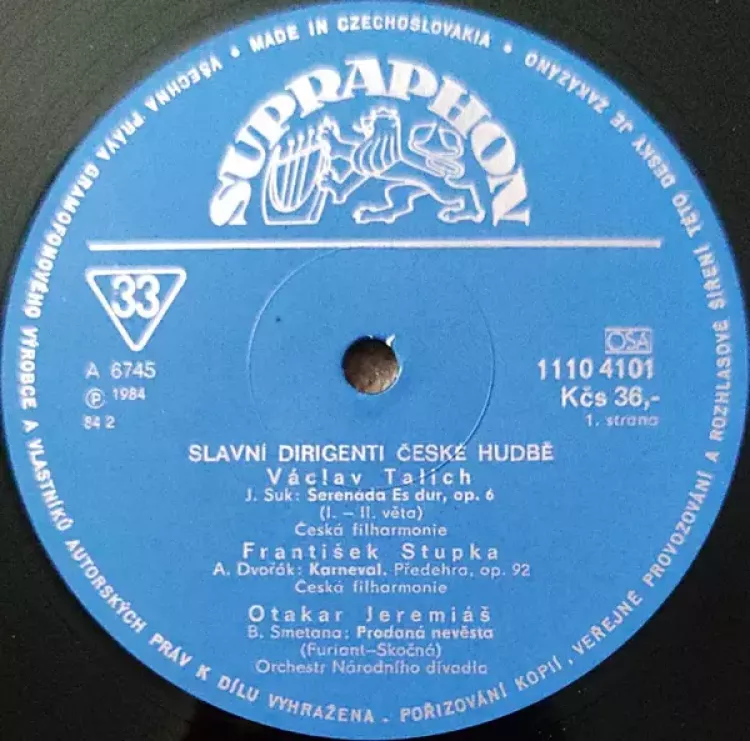 VŠECHNA PRÁVA GRAMOFONOVÉHO VÝROBCE A VLASTNÍKŮ AUTORSKÝCH PRÁV K DÍLU VYHRAŽENA · POŘIZOVÁNÍ KOPIÍ, VEŘEJNÉ PROVOZOVÁNÍ A ROZHLASOVÉ ŠÍŘENÍ TÉTO DESKY JE ZAKÁZÁNO · MADE IN CZECHOSLOVAKIA ·
SUPRAPHON
33
A 6745
Ⓟ 1984
84 2
OSA
1110 4101
Kčs 36,-
1. strana
SLAVNÍ DIRIGENTI ČESKÉ HUDBĚ
Václav Talich
J. Suk: Serenáda Es dur, op. 6
(I. – II. věta)
Česká filharmonie
František Stupka
A. Dvořák: Karneval. Předehra, op. 92
Česká filharmonie
Otakar Jeremiáš
B. Smetana: Prodaná nevěsta
(Furiant-Skočná)
Orchestr Národního divadla